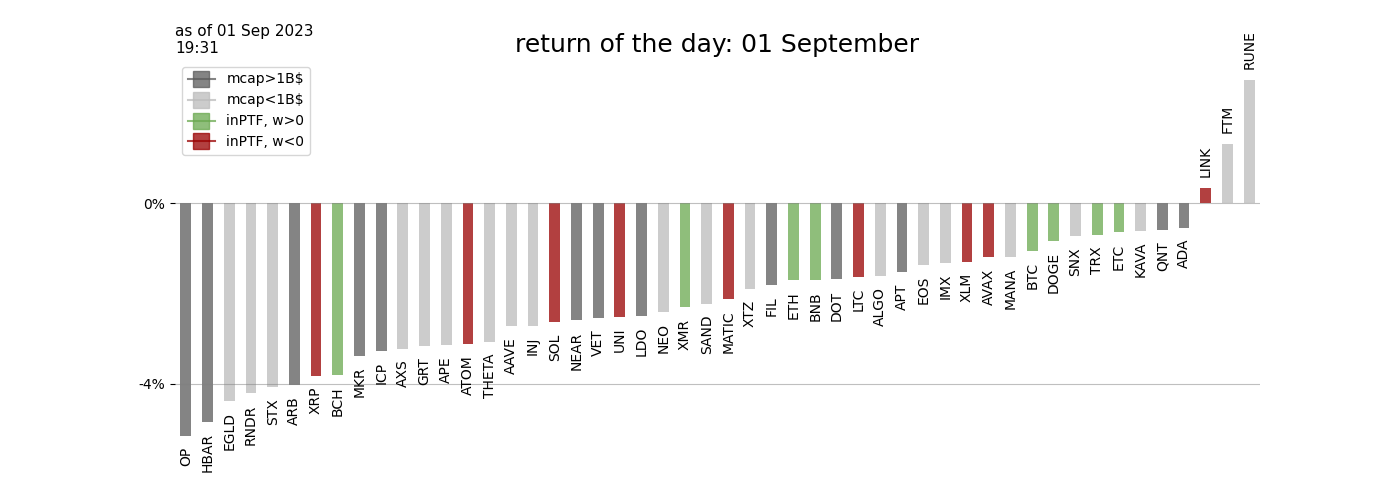 as of 01 Sep 2023
19:31
return of the day: 01 September
mcap>1B$
mcap<1B$
inPTF, w>0
inPTF, w<0
0%
-4%
OP
HBAR
EGLD
RNDR
STX
ARB
XRP
BCH
MKR
ICP
AXS
GRT
APE
ATOM
THETA
AAVE
INJ
SOL
NEAR
VET
UNI
LDO
NEO
XMR
SAND
MATIC
XTZ
FIL
ETH
BNB
DOT
LTC
ALGO
APT
EOS
IMX
XLM
AVAX
MANA
BTC
DOGE
SNX
TRX
ETC
KAVA
QNT
ADA
LINK
FTM
RUNE